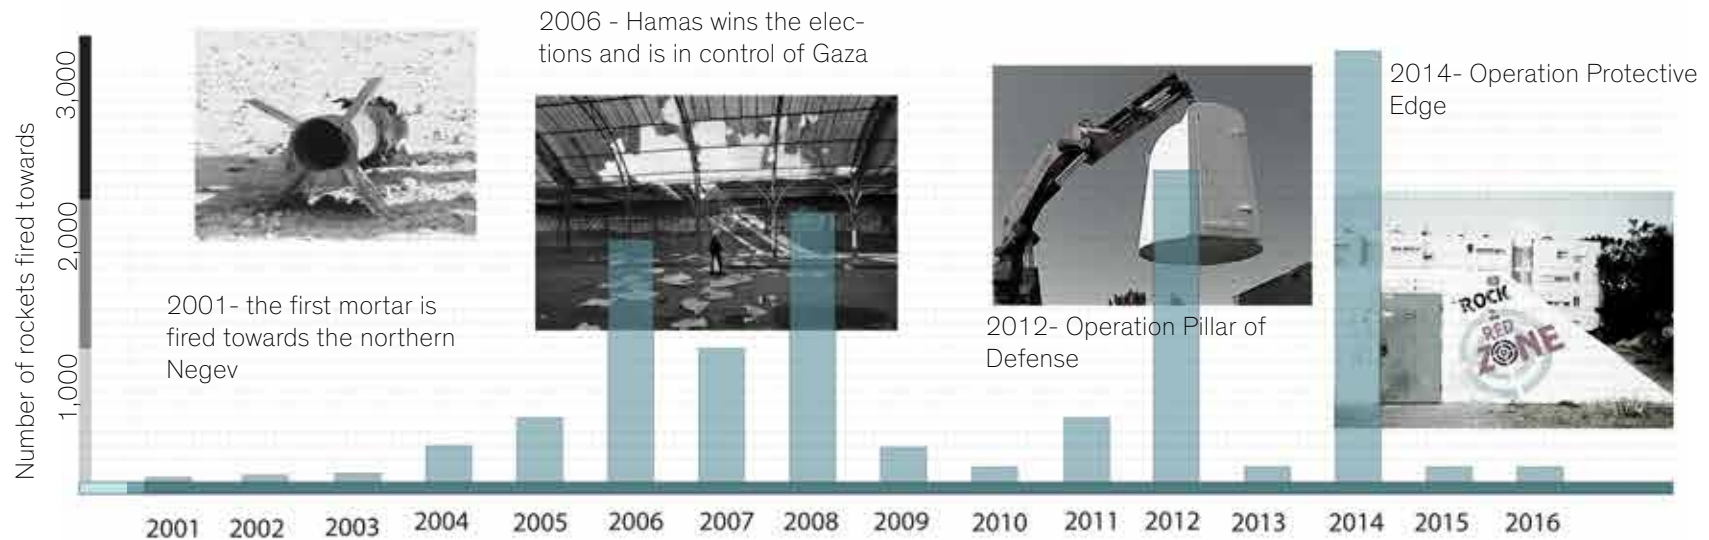 Number of rockets fired towards
3,000
2,000
1,000
2001- the first mortar is
fired towards the northern
Negev
2006 - Hamas wins the elec-
tions and is in control of Gaza
2012- Operation Pillar of
Defense
2014- Operation Protective
Edge
ROCK
RED
ZONE
2001 2002 2003 2004 2005 2006 2007 2008 2009 2010 2011 2012 2013 2014 2015 2016